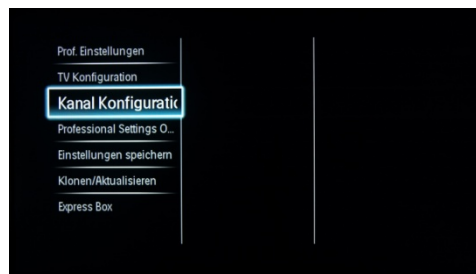 Prof. Einstellungen
TV Konfiguration
Kanal Konfiguratic
Professional Settings O...
Einstellungen speichern
Klonen/Aktualisieren
Express Box